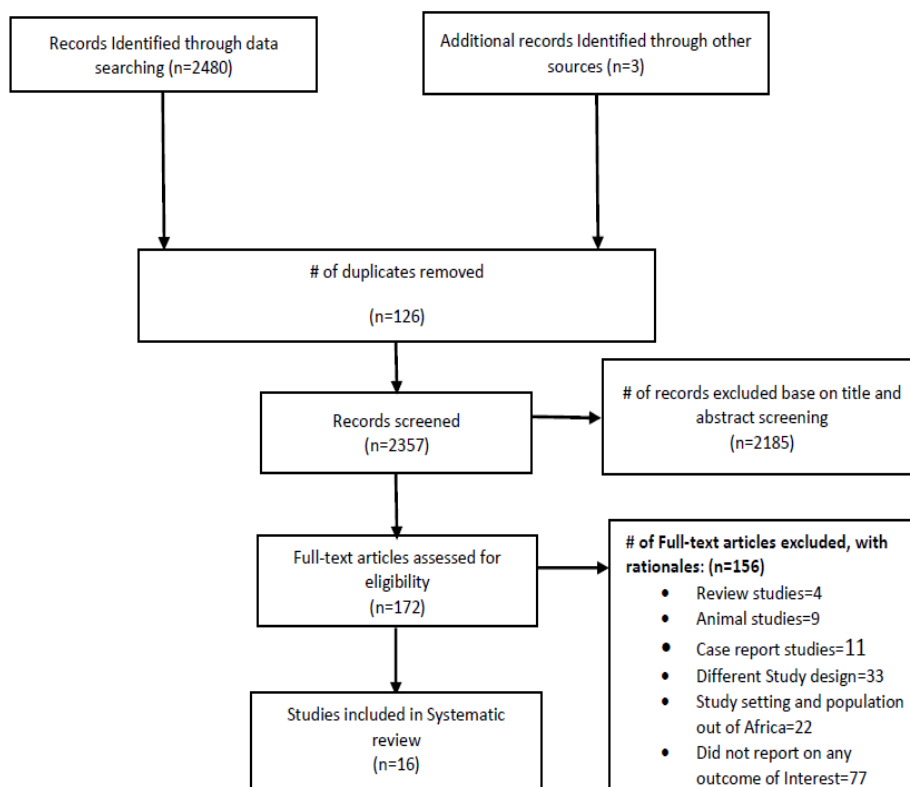 Records Identified through data
searching (n=2480)
Additional records Identified through other
sources (n=3)
# of duplicates removed
(n=126)
Records screened
(n=2357)
# of records excluded base on title and
abstract screening
(n=2185)
Full-text articles assessed for
eligibility
(n=172)
# of Full-text articles excluded, with
rationales: (n=156)
• Review studies=4
• Animal studies=9
• Case report studies=11
• Different Study design=33
• Study setting and population
out of Africa=22
• Did not report on any
outcome of Interest=77
Studies included in Systematic
review
(n=16)